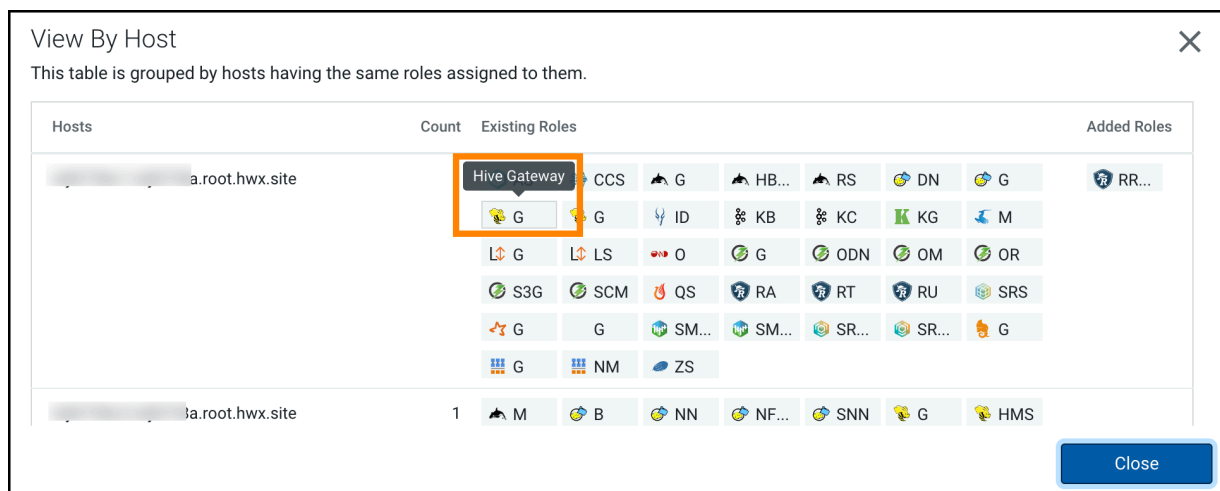 View By Host
This table is grouped by hosts having the same roles assigned to them.
Hosts Count Existing Roles Added Roles
Hive Gateway
a.root.hwx.site CCS G HB... RS DN G RR...
G G ID KB KC KG M
G LS O G ODN OM OR
S3G SCM QS RA RT RU SRS
G G SM... SM... SR... SR... G
G NM ZS
a.root.hwx.site 1 M B NN NF... SNN G HMS
Close